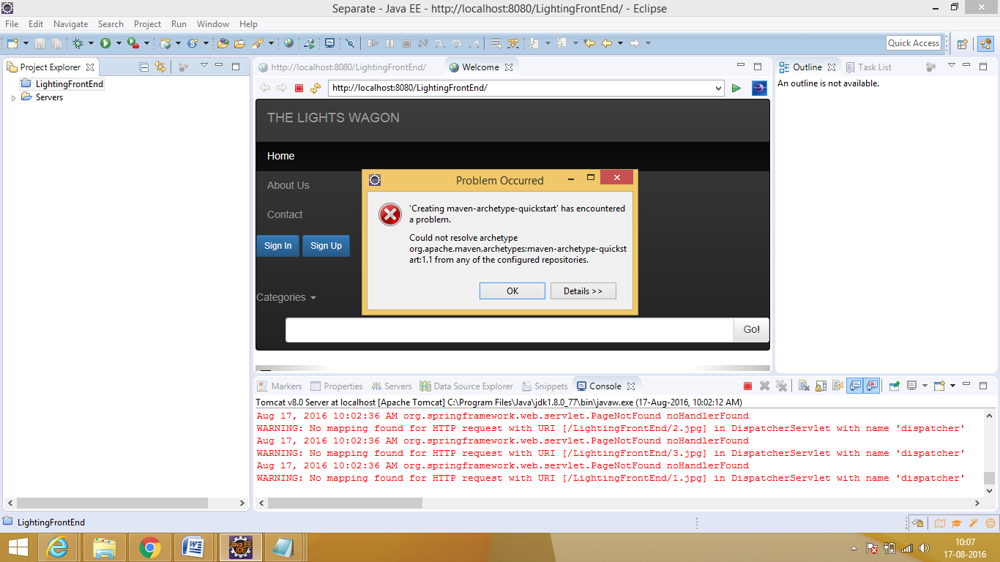 Separate - Java EE - http://localhost:8080/LightingFrontEnd/ - Eclipse
File Edit Navigate Search Project Run Window Help
Quick Access
Project Explorer
LightingFrontEnd
Servers
http://localhost:8080/LightingFrontEnd/ Welcome
http://localhost:8080/LightingFrontEnd/
THE LIGHTS WAGON
Home
About Us
Contact
Sign In Sign Up
Categories
Go!
Problem Occurred
'Creating maven-archetype-quickstart' has encountered
a problem.
Could not resolve archetype
org.apache.maven.archetypes:maven-archetype-quickst
art:1.1 from any of the configured repositories.
OK Details >>
Outline Task List
An outline is not available.
Markers Properties Servers Data Source Explorer Snippets Console
Tomcat v8.0 Server at localhost [Apache Tomcat] C:\Program Files\Java\jdk1.8.0_77\bin\javaw.exe (17-Aug-2016, 10:02:12 AM)
Aug 17, 2016 10:02:36 AM org.springframework.web.servlet.PageNotFound noHandlerFound
WARNING: No mapping found for HTTP request with URI [/LightingFrontEnd/2.jpg] in DispatcherServlet with name 'dispatcher'
Aug 17, 2016 10:02:36 AM org.springframework.web.servlet.PageNotFound noHandlerFound
WARNING: No mapping found for HTTP request with URI [/LightingFrontEnd/3.jpg] in DispatcherServlet with name 'dispatcher'
Aug 17, 2016 10:02:36 AM org.springframework.web.servlet.PageNotFound noHandlerFound
WARNING: No mapping found for HTTP request with URI [/LightingFrontEnd/1.jpg] in DispatcherServlet with name 'dispatcher'
LightingFrontEnd
Java EE
IDE
10:07
17-08-2016